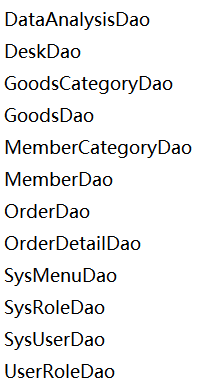 DataAnalysisDao
DeskDao
GoodsCategoryDao
GoodsDao
MemberCategoryDao
MemberDao
OrderDao
OrderDetailDao
SysMenuDao
SysRoleDao
SysUserDao
UserRoleDao